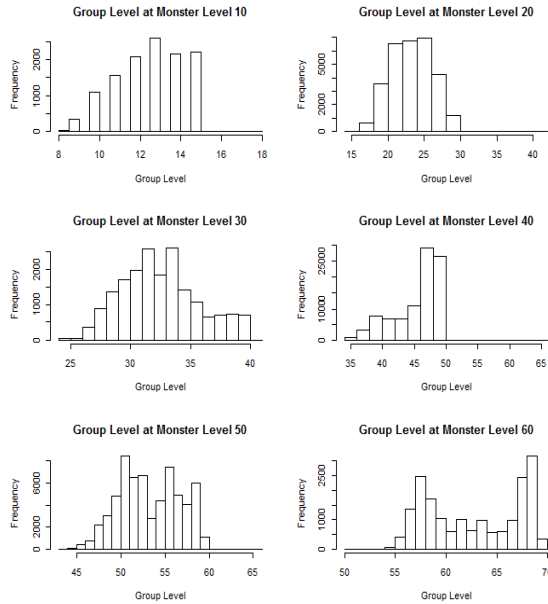 Group Level at Monster Level 10
Frequency
0 1000 2000
8 10 12 14 16 18
Group Level
Group Level at Monster Level 20
Frequency
0 2000 5000
15 20 25 30 35 40
Group Level
Group Level at Monster Level 30
Frequency
0 1000 2000
25 30 35 40
Group Level
Group Level at Monster Level 40
Frequency
0 10000 25000
35 40 45 50 55 60 65
Group Level
Group Level at Monster Level 50
Frequency
0 2000 6000
45 50 55 60 65
Group Level
Group Level at Monster Level 60
Frequency
0 1000 2500
50 55 60 65 70
Group Level